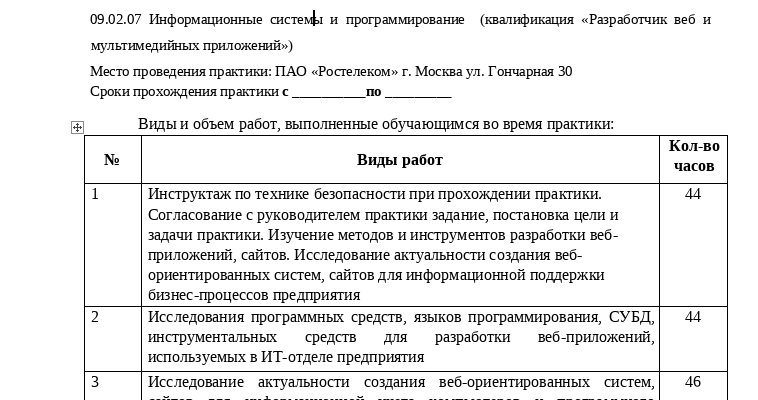 09.02.07 Информационные системы и программирование (квалификация «Разработчик веб и
мультимедийных приложений»)
Место проведения практики: ПАО «Ростелеком» г. Москва ул. Гончарная 30
Сроки прохождения практики с __________по _________
Виды и объем работ, выполненные обучающимся во время практики:
№ Виды работ Кол-во часов
1 Инструктаж по технике безопасности при прохождении практики. 44
Согласование с руководителем практики задание, постановка цели и
задачи практики. Изучение методов и инструментов разработки веб-
приложений, сайтов. Исследование актуальности создания веб-
ориентированных систем, сайтов для информационной поддержки
бизнес-процессов предприятия
2 Исследования программных средств, языков программирования, СУБД, 44
инструментальных средств для разработки веб-приложений,
используемых в ИТ-отделе предприятия
3 Исследование актуальности создания веб-ориентированных систем, 46